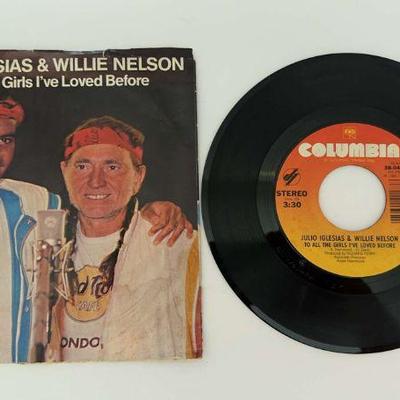 SIAS & WILLIE NELSON
Girls I've Loved Before
ONDO
COLUMBIA
STEREO
3:30
JULIO IGLESIAS & WILLIE NELSON
TO ALL THE GIRLS I'VE LOVED BEFORE